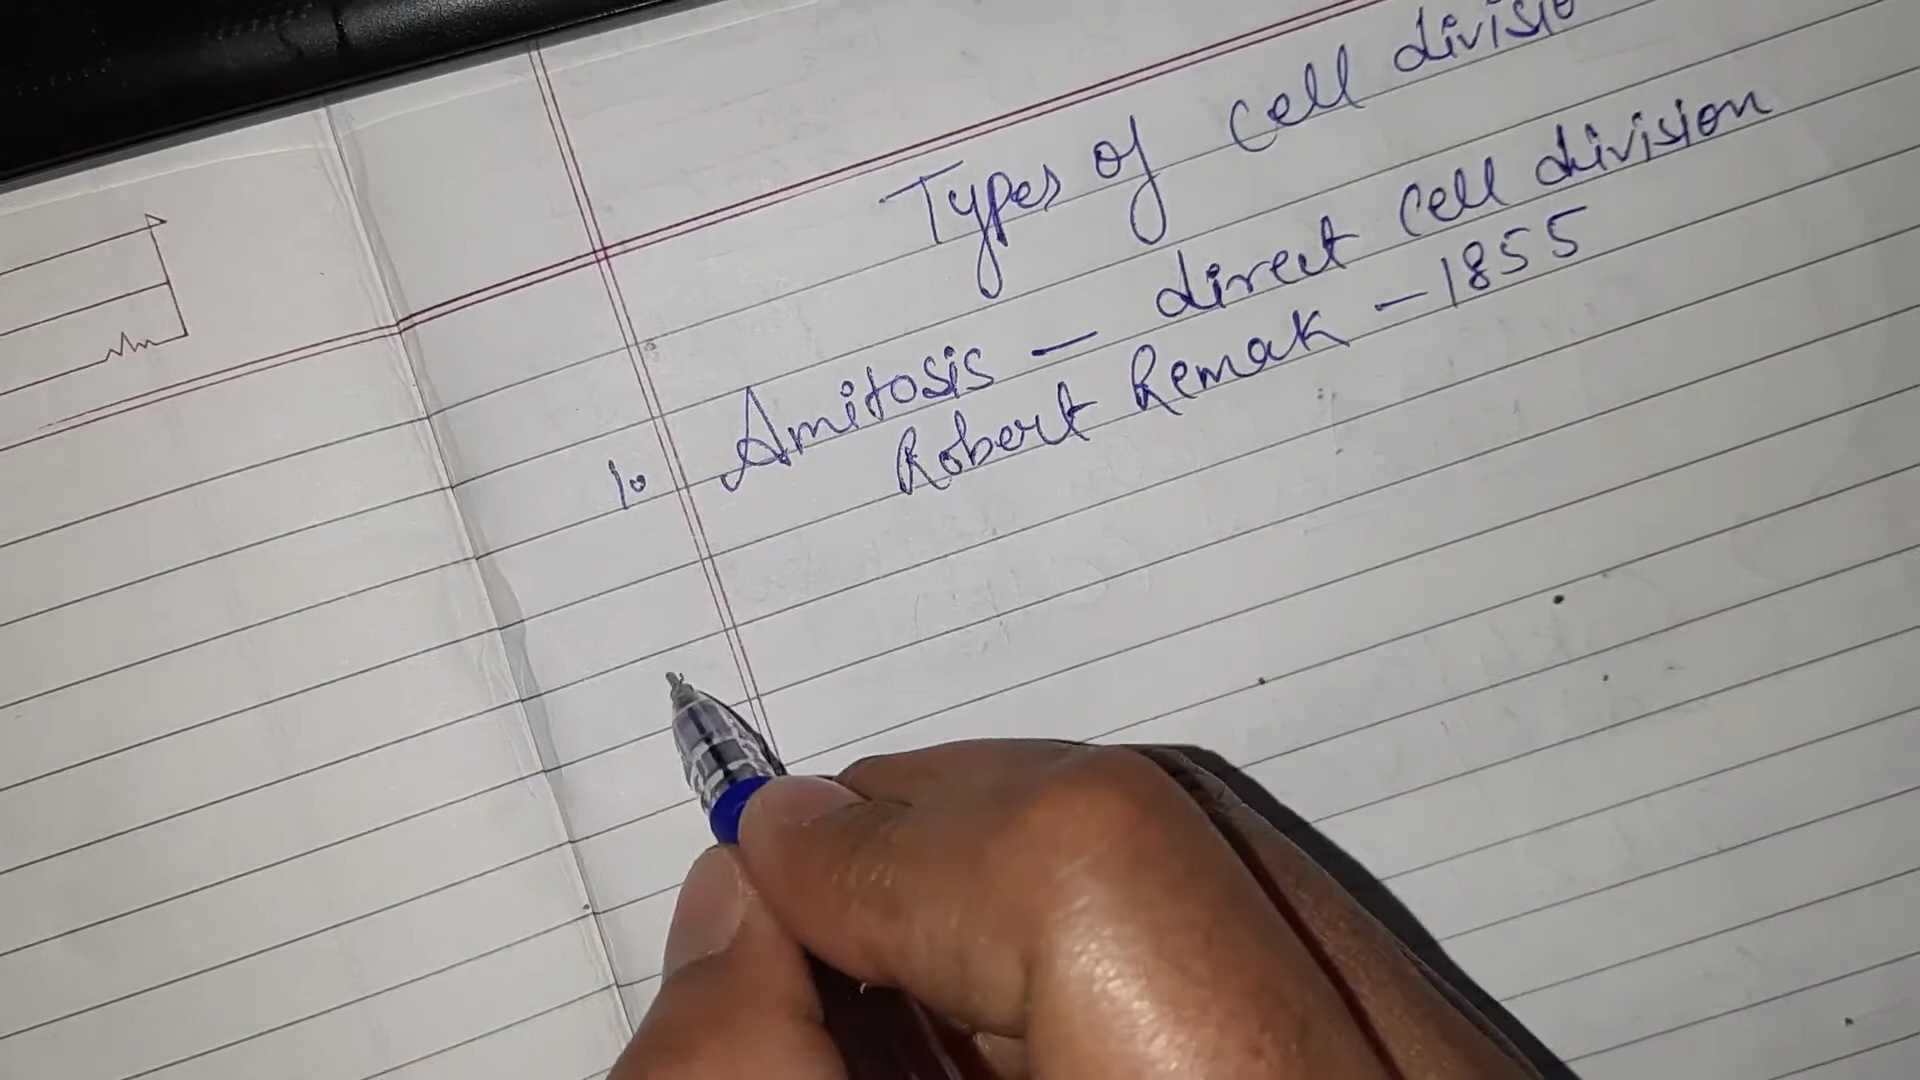 Types of cell divisio
1. Amitosis — direct cell division
Robert Remak — 1855